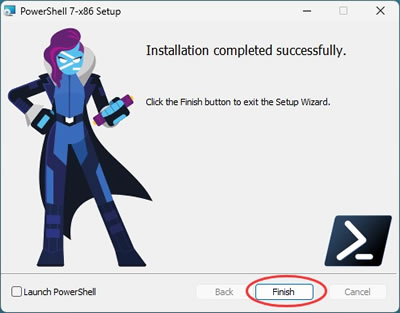 PowerShell 7-x86 Setup
Installation completed successfully.
Click the Finish button to exit the Setup Wizard.
Launch PowerShell
Back
Finish
Cancel